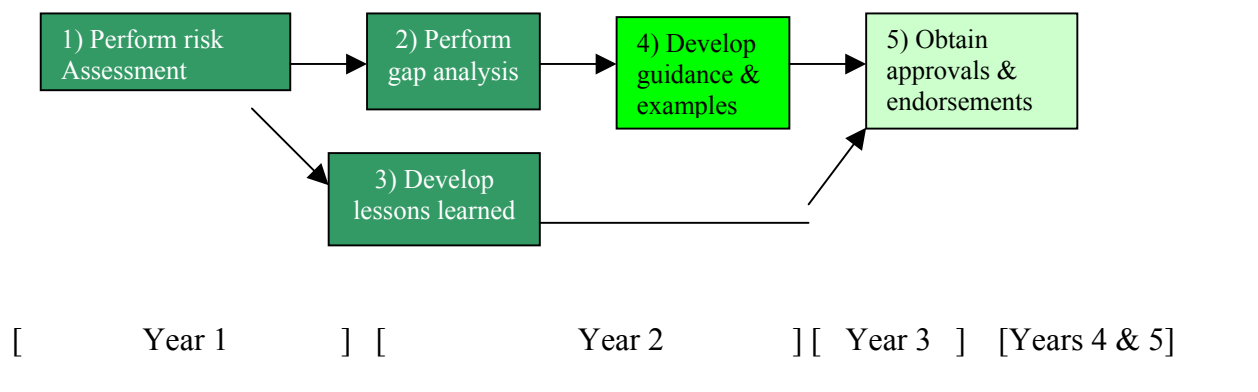 1) Perform risk
Assessment
2) Perform
gap analysis
4) Develop
guidance &
examples
5) Obtain
approvals &
endorsements
3) Develop
lessons learned
[ Year 1 ] [ Year 2 ] [ Year 3 ] [Years 4 & 5]